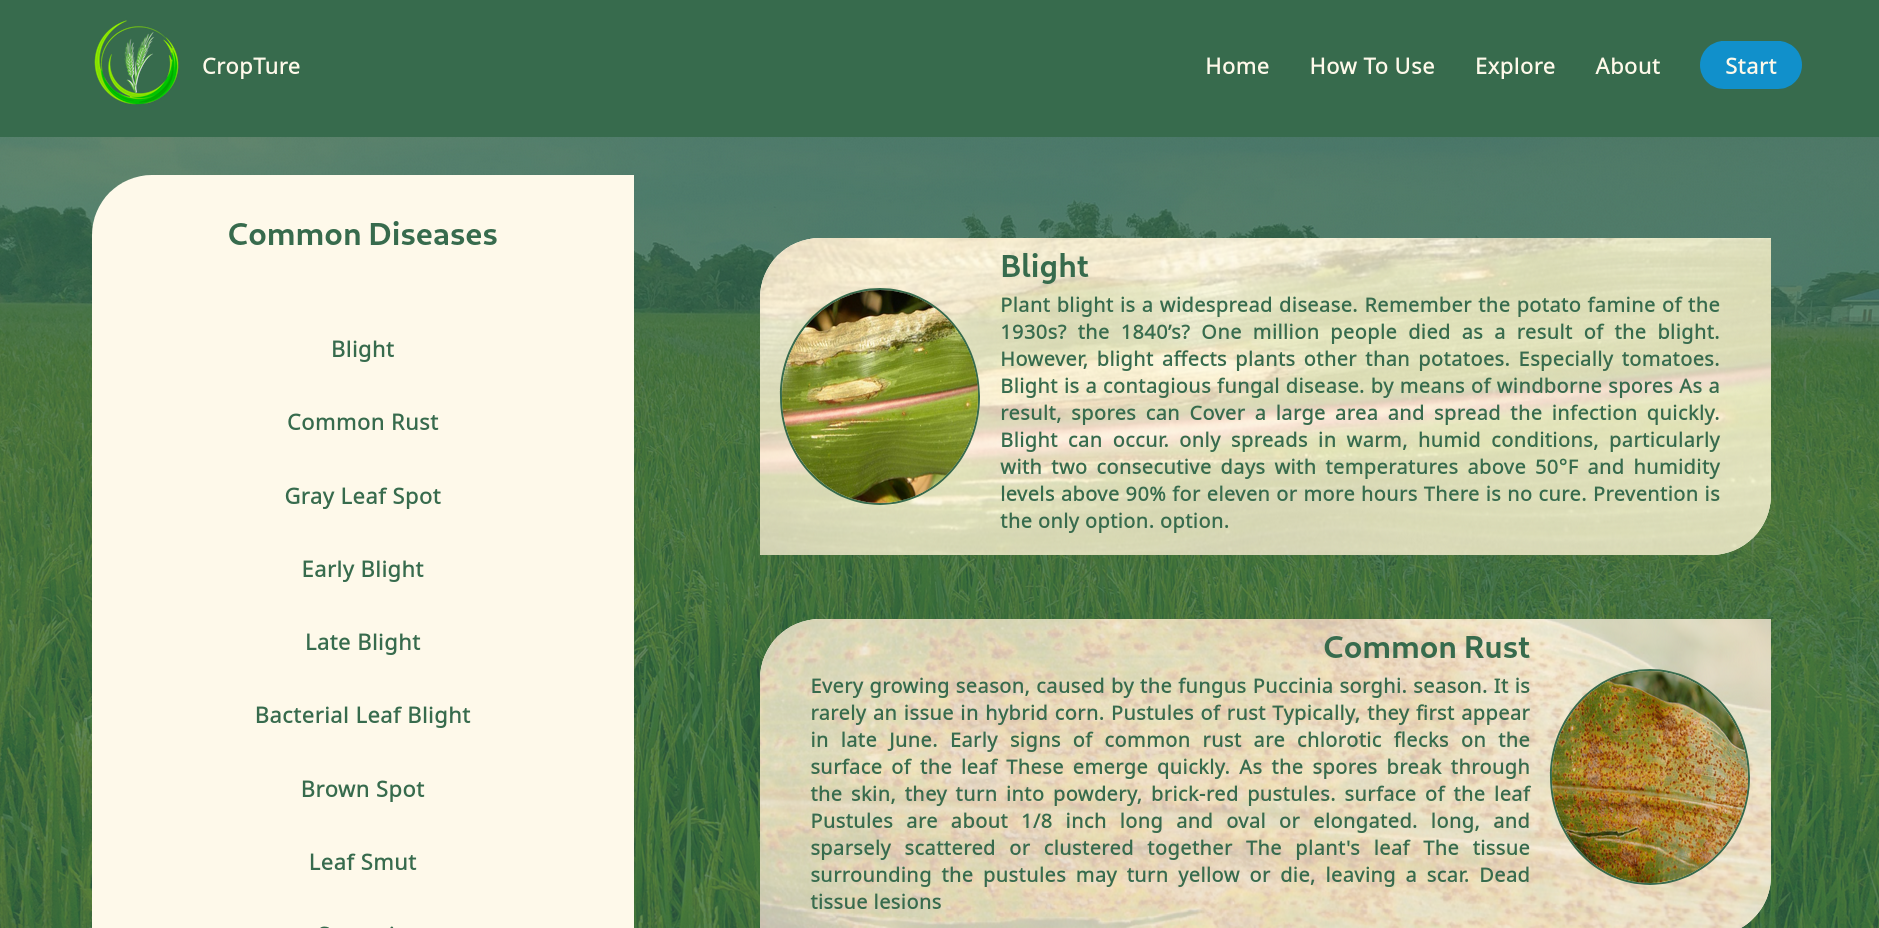 CropTure
Home
How To Use
Explore
About
Start
Common Diseases
Blight
Common Rust
Gray Leaf Spot
Early Blight
Late Blight
Bacterial Leaf Blight
Brown Spot
Leaf Smut
Blight
Plant blight is a widespread disease. Remember the potato famine of the
1930s? the 1840’s? One million people died as a result of the blight.
However, blight affects plants other than potatoes. Especially tomatoes.
Blight is a contagious fungal disease. by means of windborne spores As a
result, spores can Cover a large area and spread the infection quickly.
Blight can occur. only spreads in warm, humid conditions, particularly
with two consecutive days with temperatures above 50°F and humidity
levels above 90% for eleven or more hours There is no cure. Prevention is
the only option. option.
Common Rust
Every growing season, caused by the fungus Puccinia sorghi. season. It is
rarely an issue in hybrid corn. Pustules of rust Typically, they first appear
in late June. Early signs of common rust are chlorotic flecks on the
surface of the leaf These emerge quickly. As the spores break through
the skin, they turn into powdery, brick-red pustules. surface of the leaf
Pustules are about 1/8 inch long and oval or elongated. long, and
sparsely scattered or clustered together The plant's leaf The tissue
surrounding the pustules may turn yellow or die, leaving a scar. Dead
tissue lesions